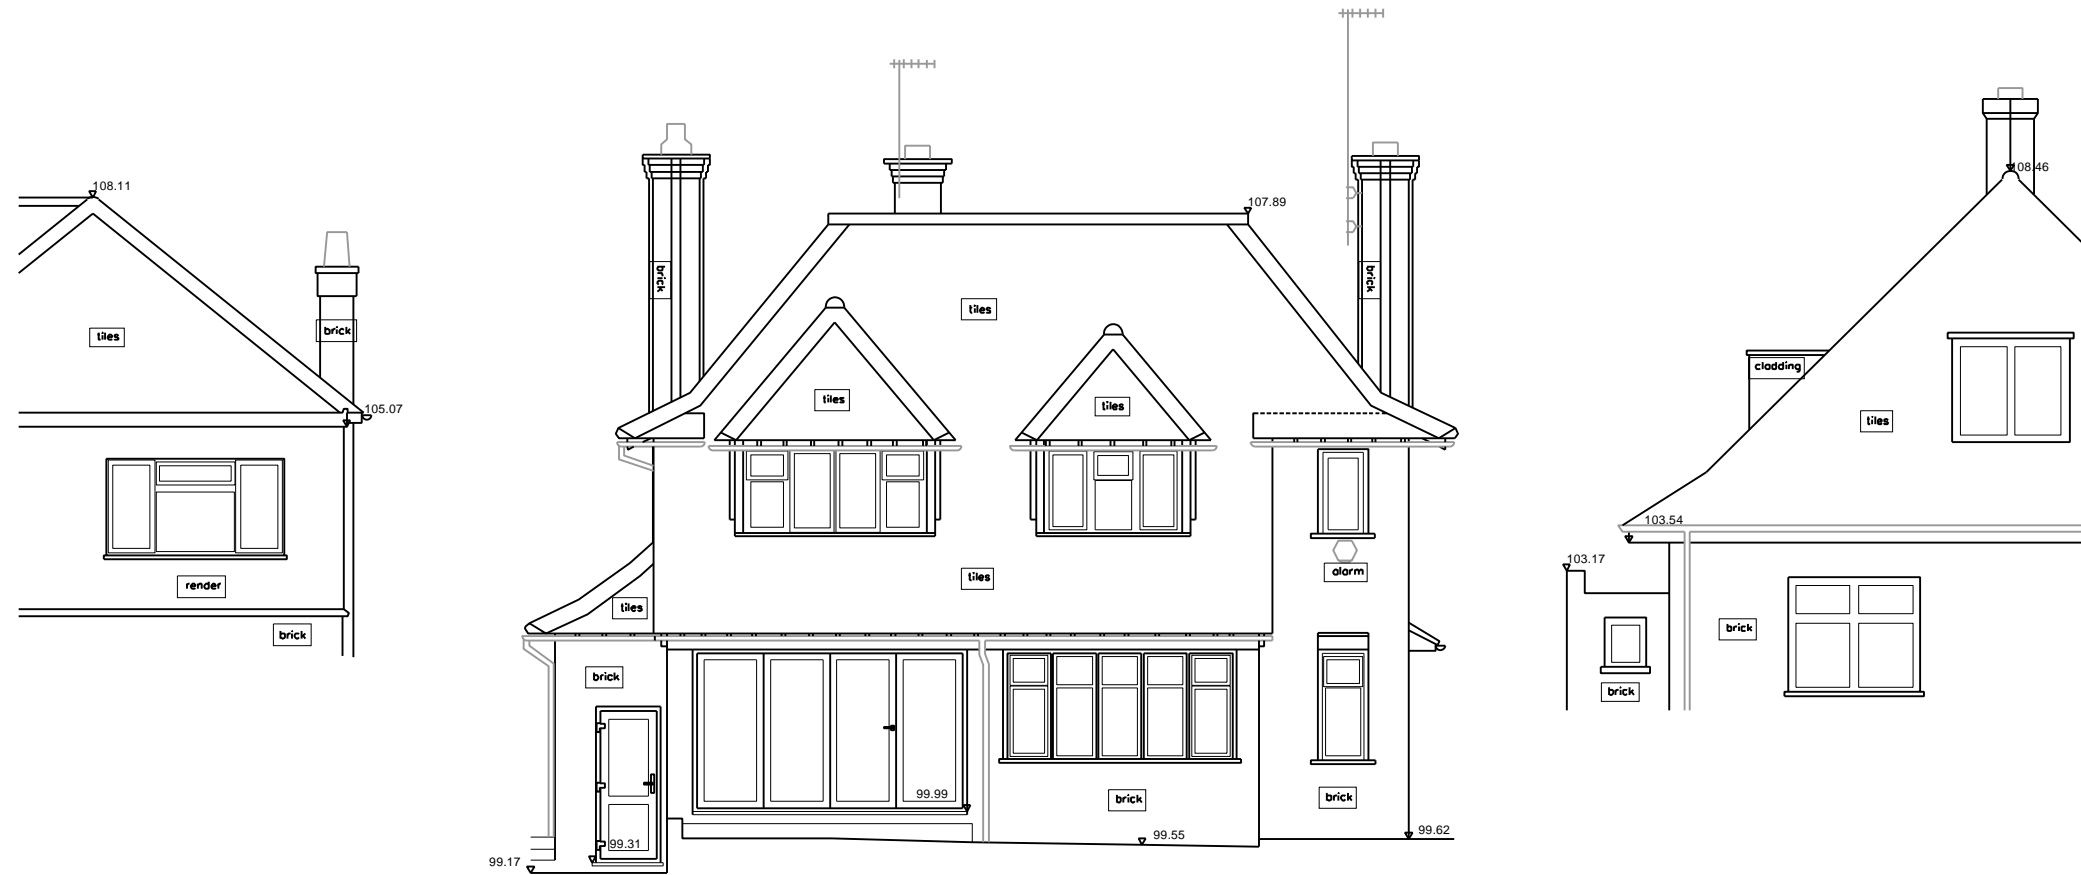 108.11
tiles
brick
105.07
render
brick
107.89
brick
tiles
brick
tiles
tiles
tiles
alarm
tiles
brick
99.99
brick
brick
99.31
99.55
99.62
99.17
108.46
cladding
tiles
103.54
103.17
brick
brick